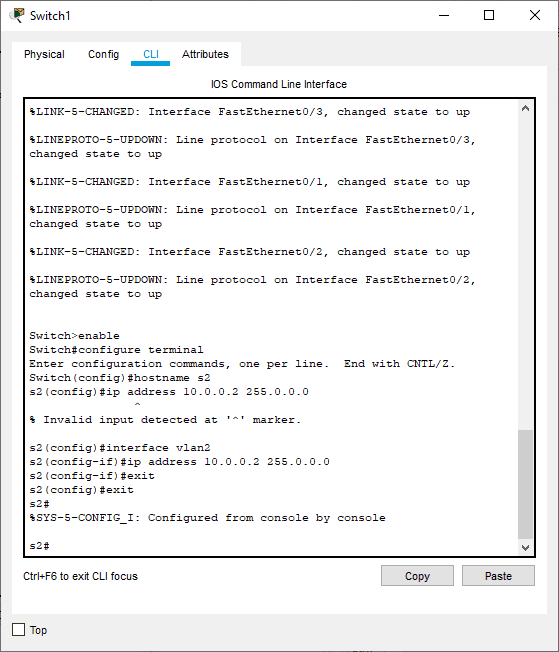 Switch1
Physical Config CLI Attributes
IOS Command Line Interface
%LINK-5-CHANGED: Interface FastEthernet0/3, changed state to up
%LINEPROTO-5-UPDOWN: Line protocol on Interface FastEthernet0/3,
changed state to up
%LINK-5-CHANGED: Interface FastEthernet0/1, changed state to up
%LINEPROTO-5-UPDOWN: Line protocol on Interface FastEthernet0/1,
changed state to up
%LINK-5-CHANGED: Interface FastEthernet0/2, changed state to up
%LINEPROTO-5-UPDOWN: Line protocol on Interface FastEthernet0/2,
changed state to up
Switch>enable
Switch#configure terminal
Enter configuration commands, one per line.  End with CNTL/Z.
Switch(config)#hostname s2
s2(config)#ip address 10.0.0.2 255.0.0.0
^
% Invalid input detected at '^' marker.
s2(config)#interface vlan2
s2(config-if)#ip address 10.0.0.2 255.0.0.0
s2(config-if)#exit
s2(config)#exit
s2#
%SYS-5-CONFIG_I: Configured from console by console
s2#
Ctrl+F6 to exit CLI focus
Copy Paste
Top